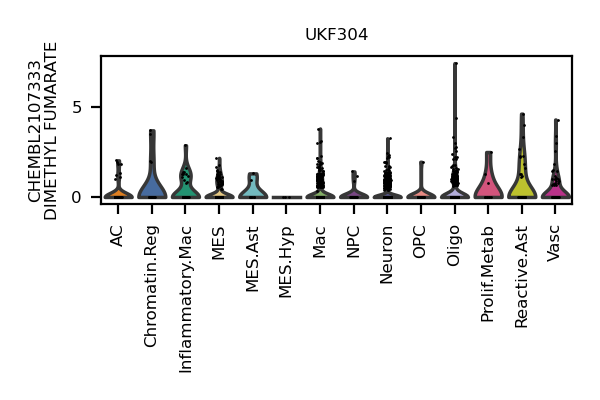 UKF304
CHEMBL2107333
DIMETHYL FUMARATE
5
0
AC
Chromatin.Reg
Inflammatory.Mac
MES
MES.Ast
MES.Hyp
Mac
NPC
Neuron
OPC
Oligo
Prolif.Metab
Reactive.Ast
Vasc